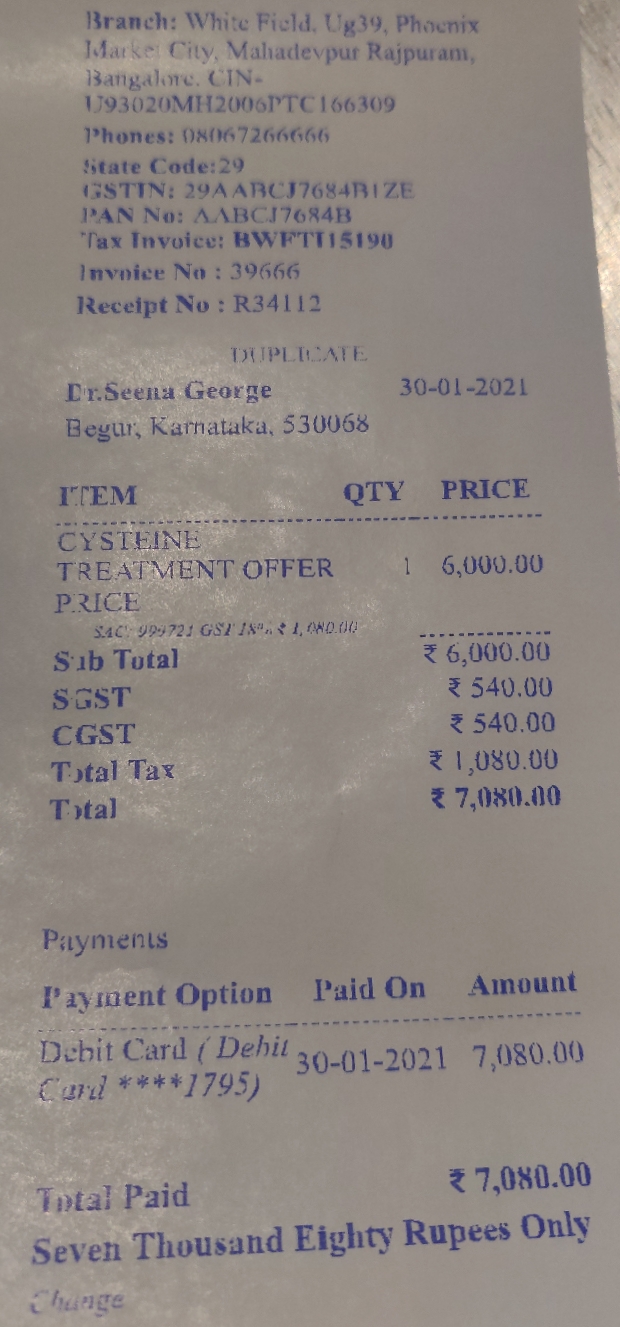 Branch: White Field, Ug39, Phoenix
Market City, Mahadevpur Rajpuram,
Bangalore. CIN-
U93020MH2006PTC166309
Phones: 08067266666
State Code:29
GSTIN: 29AABCJ7684B1ZE
PAN No: AABCJ7684B
Tax Invoice: BWFTI15190
Invoice No : 39666
Receipt No : R34112
DUPLICATE
Dr.Seena George 30-01-2021
Begur, Karnataka, 530068
ITEM QTY PRICE
CYSTEINE
TREATMENT OFFER 1 6,000.00
PRICE
SAC: 999721 GST 18% ₹ 1,080.00
Sub Total ₹ 6,000.00
SGST ₹ 540.00
CGST ₹ 540.00
Total Tax ₹ 1,080.00
Total ₹ 7,080.00
Payments
Payment Option Paid On Amount
Debit Card ( Debit 30-01-2021 7,080.00
Card ****1795)
Total Paid ₹ 7,080.00
Seven Thousand Eighty Rupees Only
Change